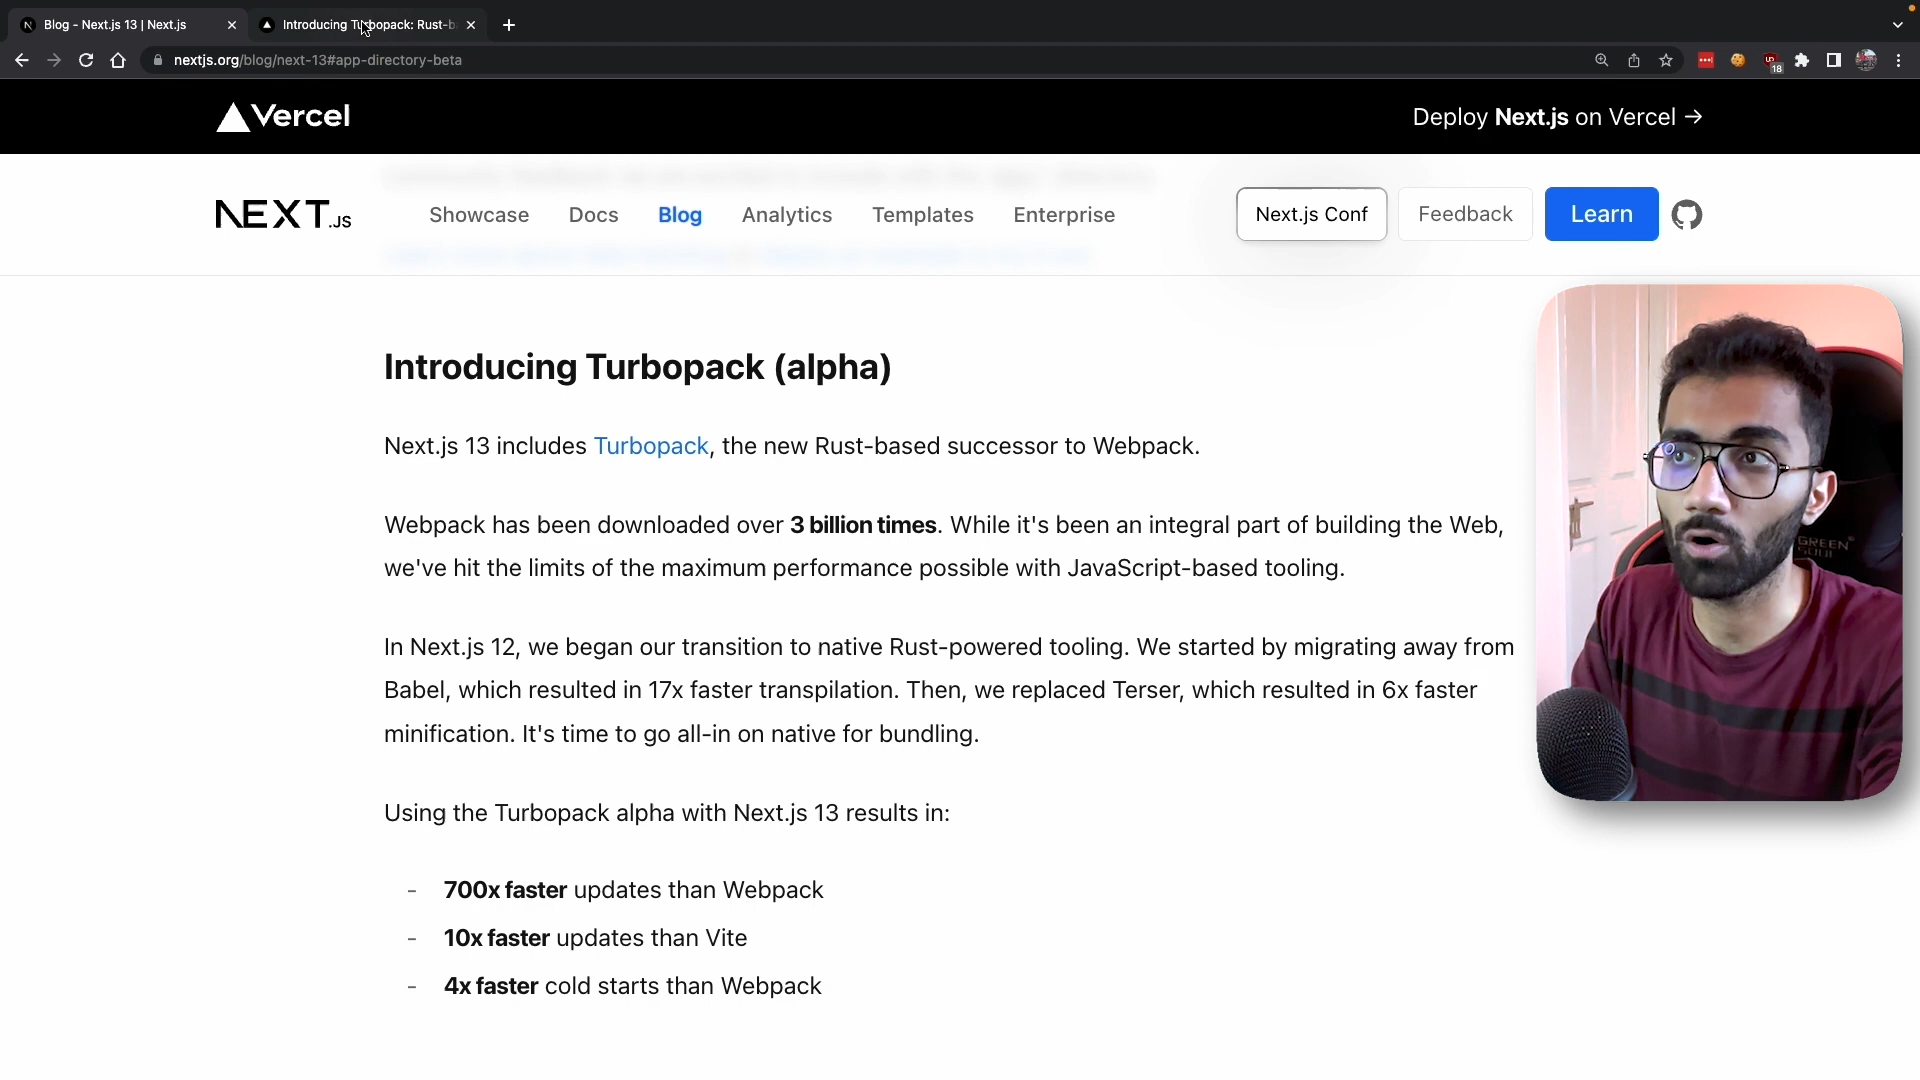 Blog - Next.js 13 | Next.js
Introducing Turbopack: Rust-b
nextjs.org/blog/next-13#app-directory-beta
18
Vercel
Deploy Next.js on Vercel →
NEXT.JS
Showcase
Docs
Blog
Analytics
Templates
Enterprise
Next.js Conf
Feedback
Learn
Introducing Turbopack (alpha)
Next.js 13 includes Turbopack, the new Rust-based successor to Webpack.
Webpack has been downloaded over 3 billion times. While it's been an integral part of building the Web,
we've hit the limits of the maximum performance possible with JavaScript-based tooling.
In Next.js 12, we began our transition to native Rust-powered tooling. We started by migrating away from
Babel, which resulted in 17x faster transpilation. Then, we replaced Terser, which resulted in 6x faster
minification. It's time to go all-in on native for bundling.
Using the Turbopack alpha with Next.js 13 results in:
- 700x faster updates than Webpack
- 10x faster updates than Vite
- 4x faster cold starts than Webpack
GREEN
SOUL